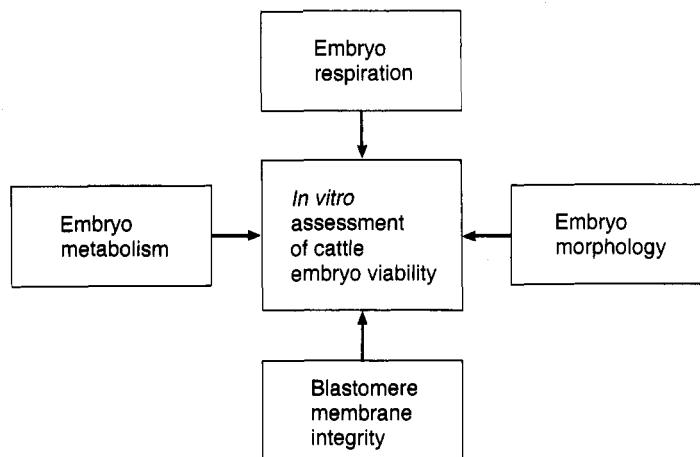 Embryo
respiration
Embryo
metabolism
In vitro
assessment
of cattle
embryo viability
Embryo
morphology
Blastomere
membrane
integrity